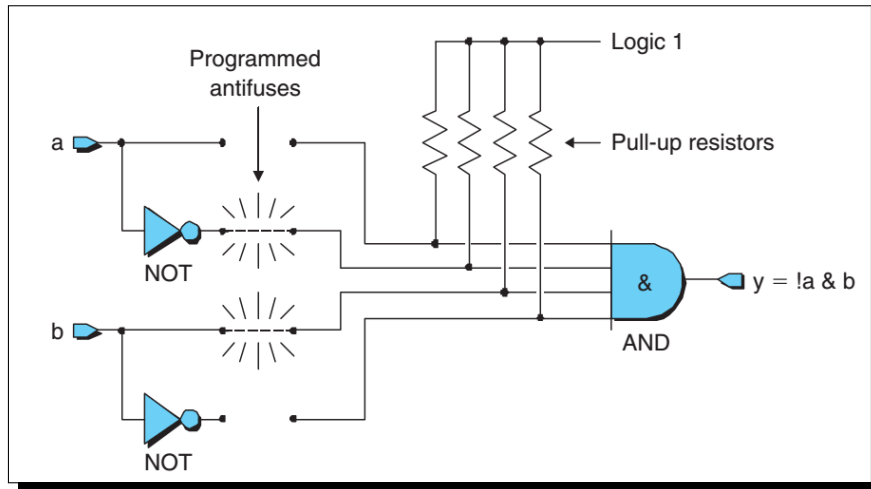 Programmed
antifuses
Logic 1
Pull-up resistors
a
NOT
b
NOT
&
AND
y = !a & b